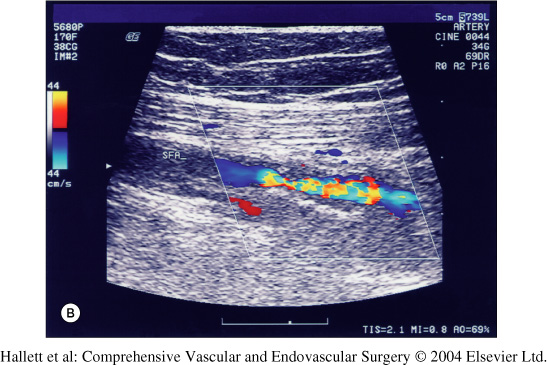 5680P
170F
38CG
IM#2
GE
5cm 5739L
ARTERY
CINE 0044
34G
69DR
R0 A2 P16
44
44
cm/s
SFA_
B
TIS=2.1 MI=0.8 AO=69%
Hallett et al: Comprehensive Vascular and Endovascular Surgery © 2004 Elsevier Ltd.